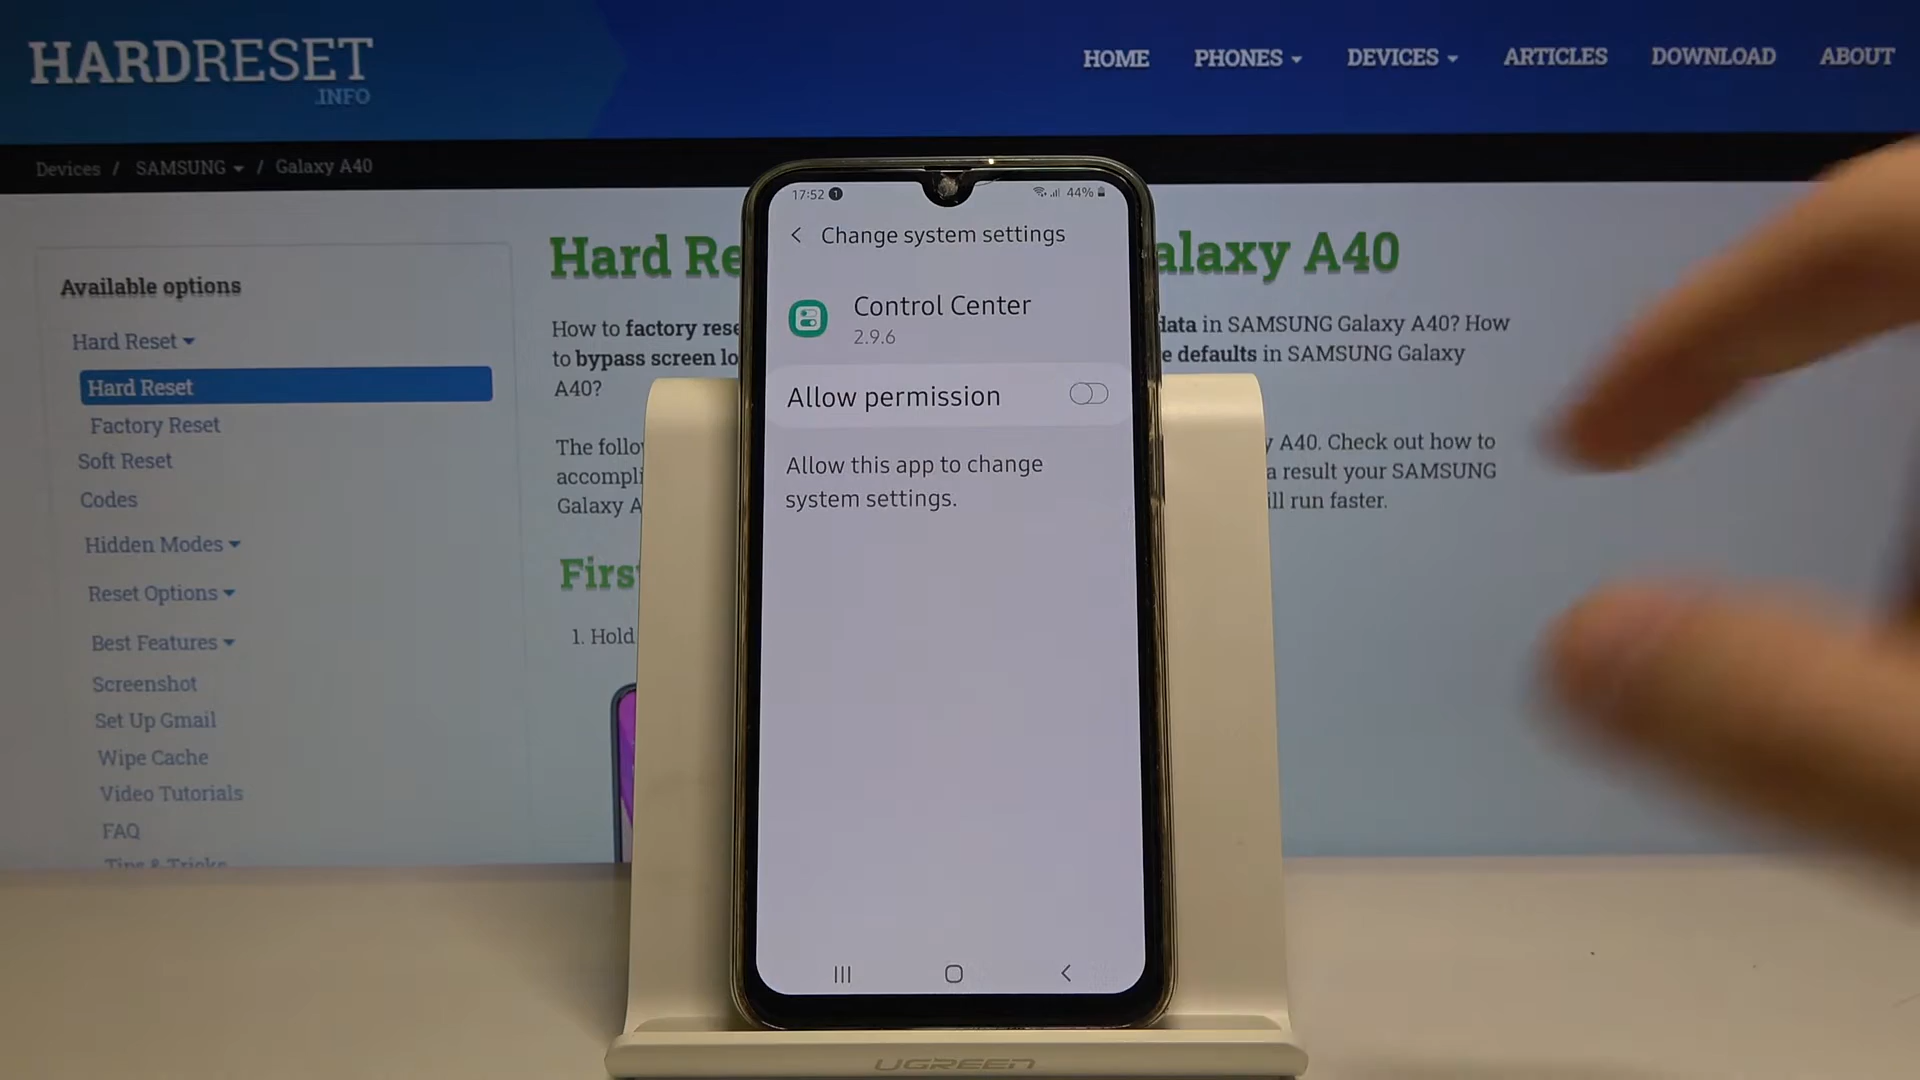 HARDRESET
.INFO
HOME PHONES DEVICES ARTICLES DOWNLOAD ABOUT
Devices / SAMSUNG / Galaxy A40
Available options
Hard Reset
Hard Reset
Factory Reset
Soft Reset
Codes
Hidden Modes
Reset Options
Best Features
Screenshot
Set Up Gmail
Wipe Cache
Video Tutorials
FAQ
Tips & Tricks
Hard Re alaxy A40
How to factory rese data in SAMSUNG Galaxy A40? How
to bypass screen lo e defaults in SAMSUNG Galaxy
A40?
The follo y A40. Check out how to
accompli a result your SAMSUNG
Galaxy A ill run faster.
Firs
1. Hold
17:52 1 44%
Change system settings
Control Center
2.9.6
Allow permission
Allow this app to change
system settings.
UGREEN